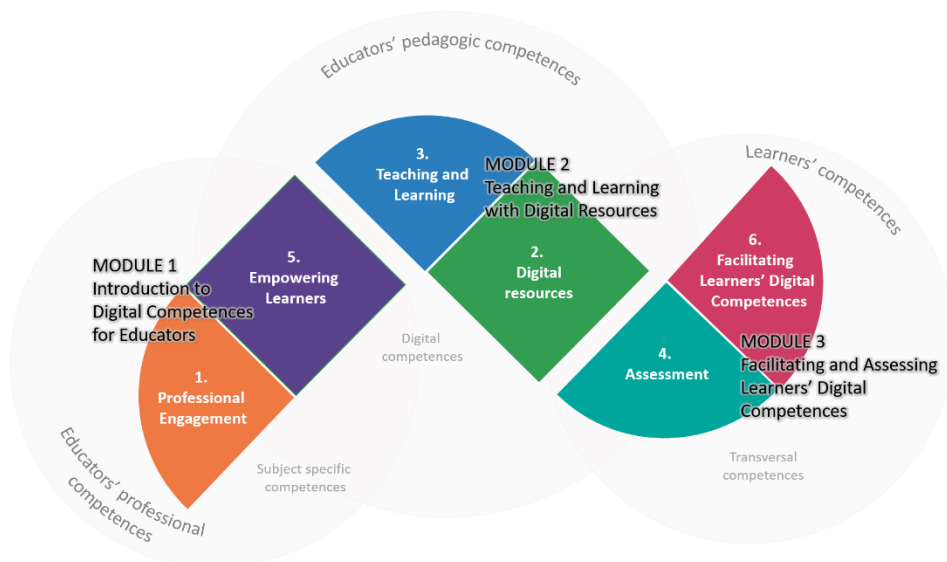 Educators' pedagogic competences
Learners' competences
3.
Teaching and
Learning
MODULE 2
Teaching and Learning
with Digital Resources
2.
Digital
resources
MODULE 1
Introduction to
Digital Competences
for Educators
5.
Empowering
Learners
6.
Facilitating
Learners' Digital
Competences
Digital
competences
1.
Professional
Engagement
4.
Assessment
MODULE 3
Facilitating and Assessing
Learners' Digital
Competences
Educators' professional
competences
Subject specific
competences
Transversal
competences